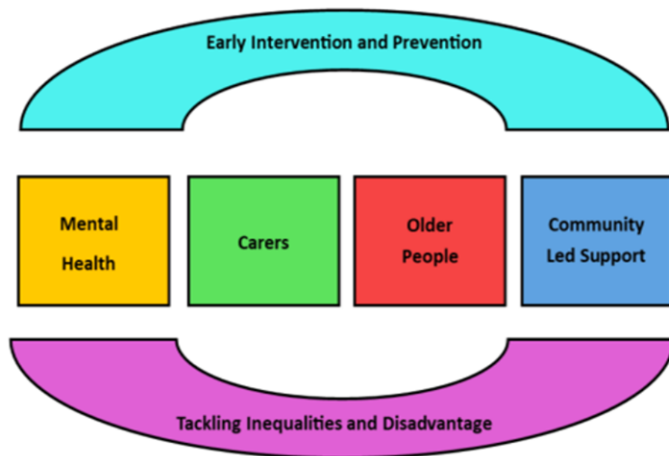 Early Intervention and Prevention
Mental
Health
Carers
Older
People
Community
Led Support
Tackling Inequalities and Disadvantage